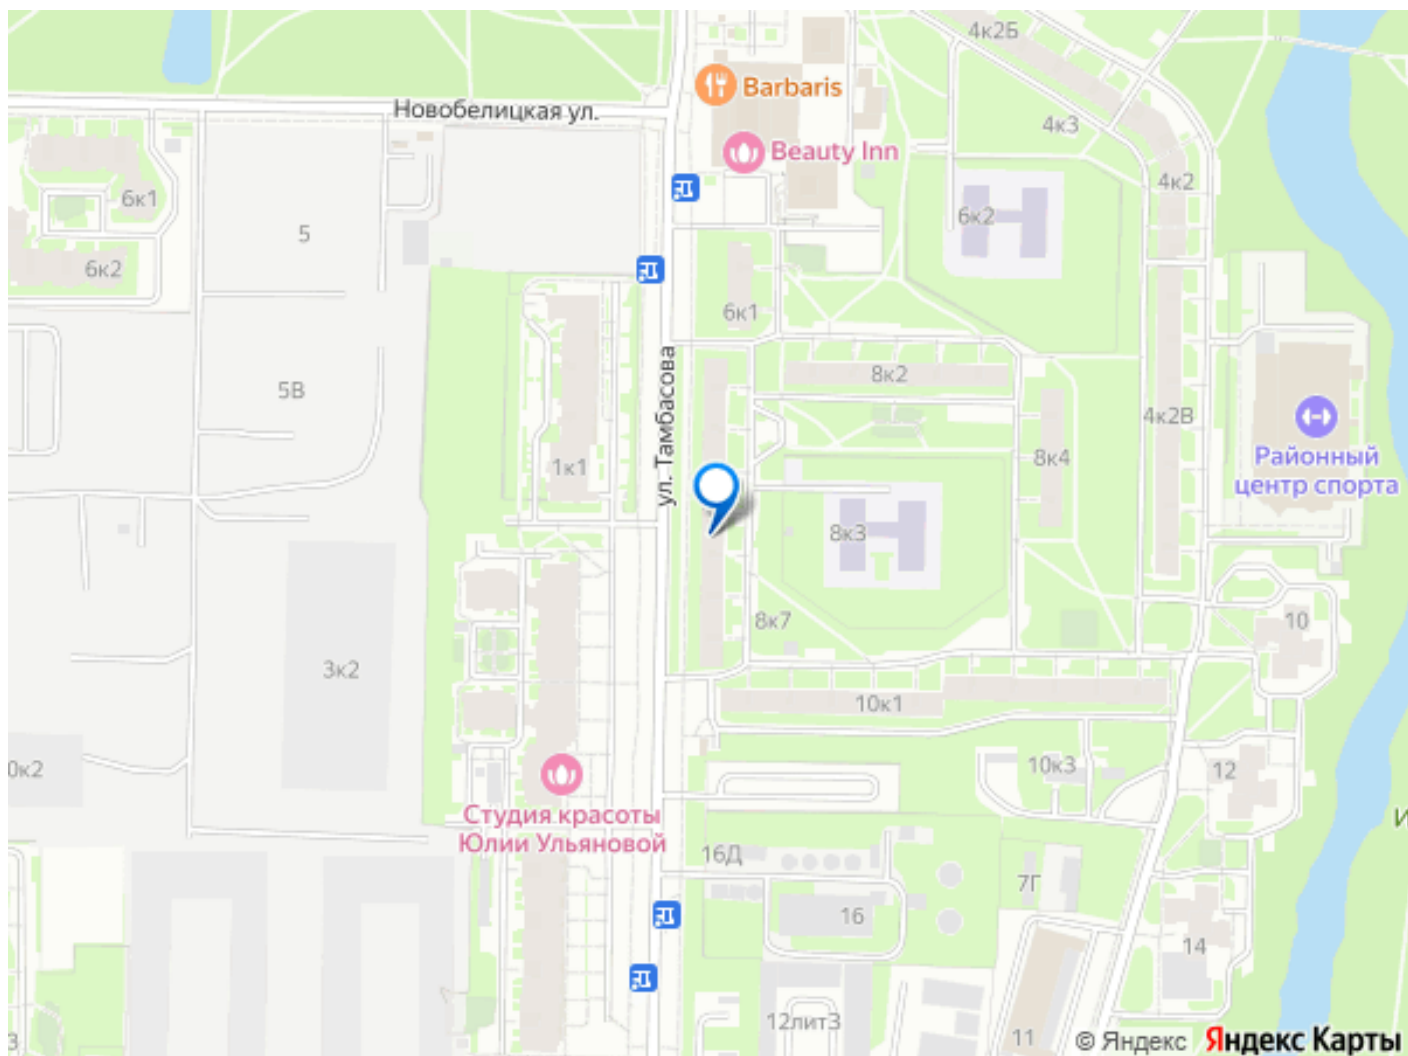 4к2Б
Barbaris
Новобелицкая ул.
4к3
Beauty Inn
4к2
6к1
6к2
5
6к2
6к1
ул. Тамбасова
8к2
5В
4к2В
1к1
8к4
Районный
центр спорта
8к3
8к7
10
3к2
10к1
0к2
10к3
12
Студия красоты
Юлии Ульяновой
И
16Д
7Г
16
14
12лит3
3
11
© Яндекс Яндекс Карты